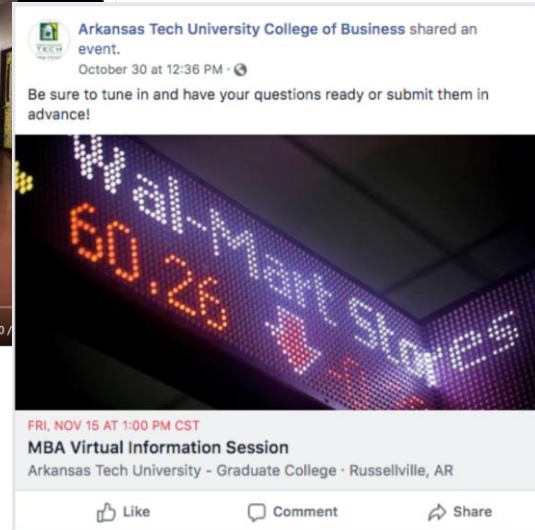 Arkansas Tech University College of Business shared an
event.
October 30 at 12:36 PM ·
Be sure to tune in and have your questions ready or submit them in
advance!
TECH
Wal-Mart Stores
60.26
FRI, NOV 15 AT 1:00 PM CST
MBA Virtual Information Session
Arkansas Tech University - Graduate College · Russellville, AR
Like Comment Share